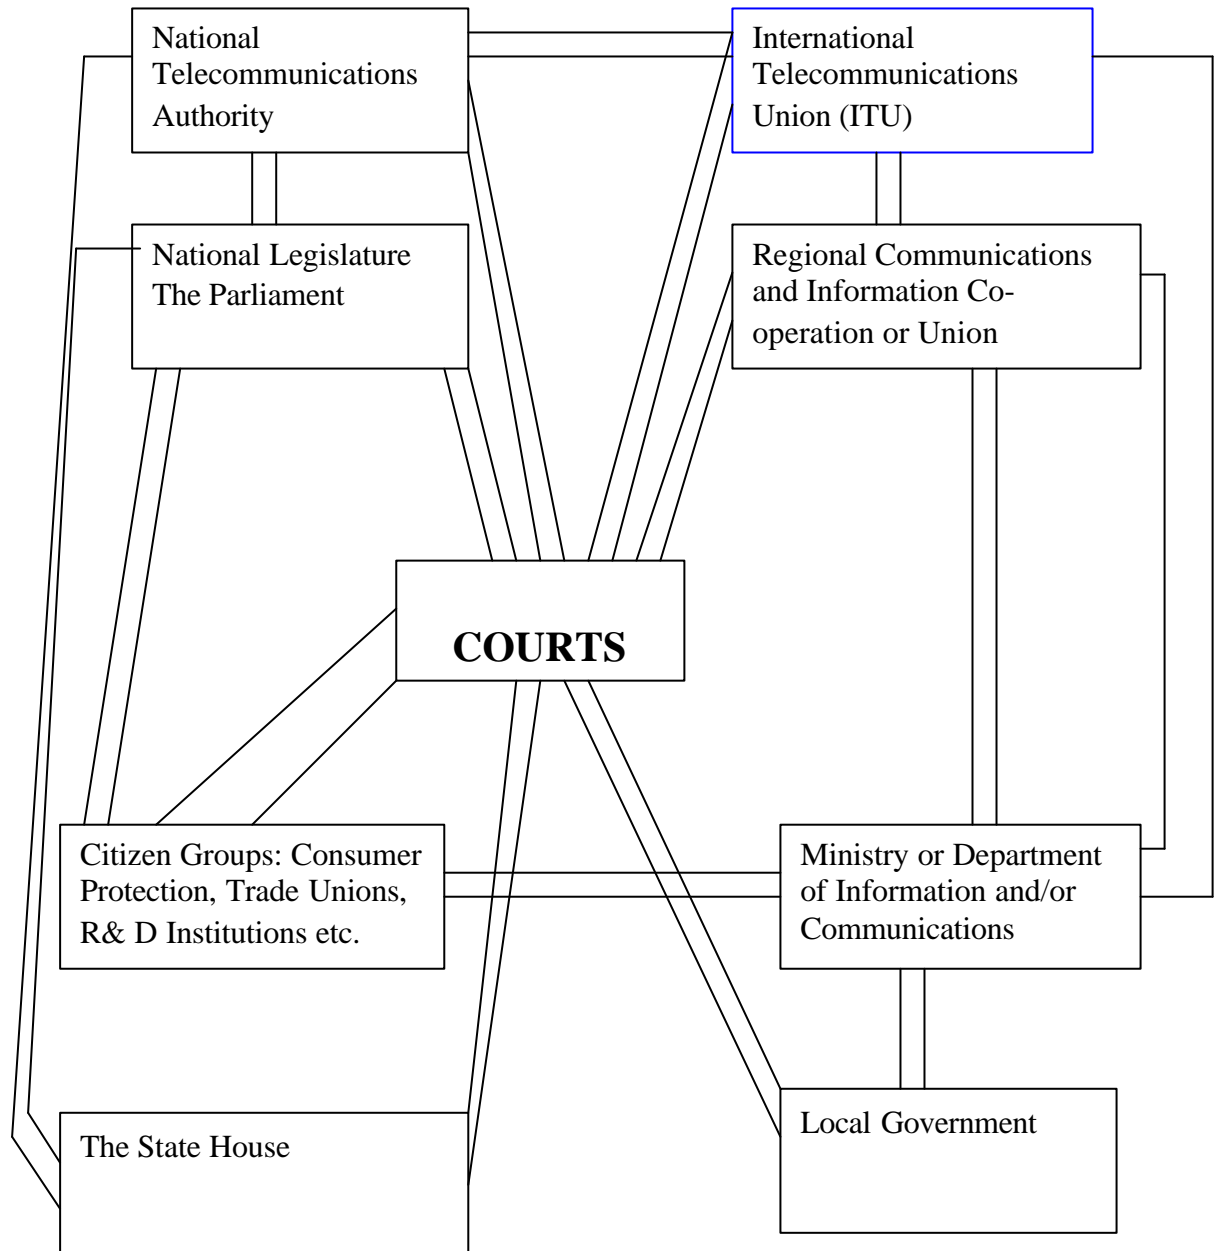 National
Telecommunications
Authority
International
Telecommunications
Union (ITU)
National Legislature
The Parliament
Regional Communications
and Information Co-
operation or Union
COURTS
Citizen Groups: Consumer
Protection, Trade Unions,
R& D Institutions etc.
Ministry or Department
of Information and/or
Communications
The State House
Local Government